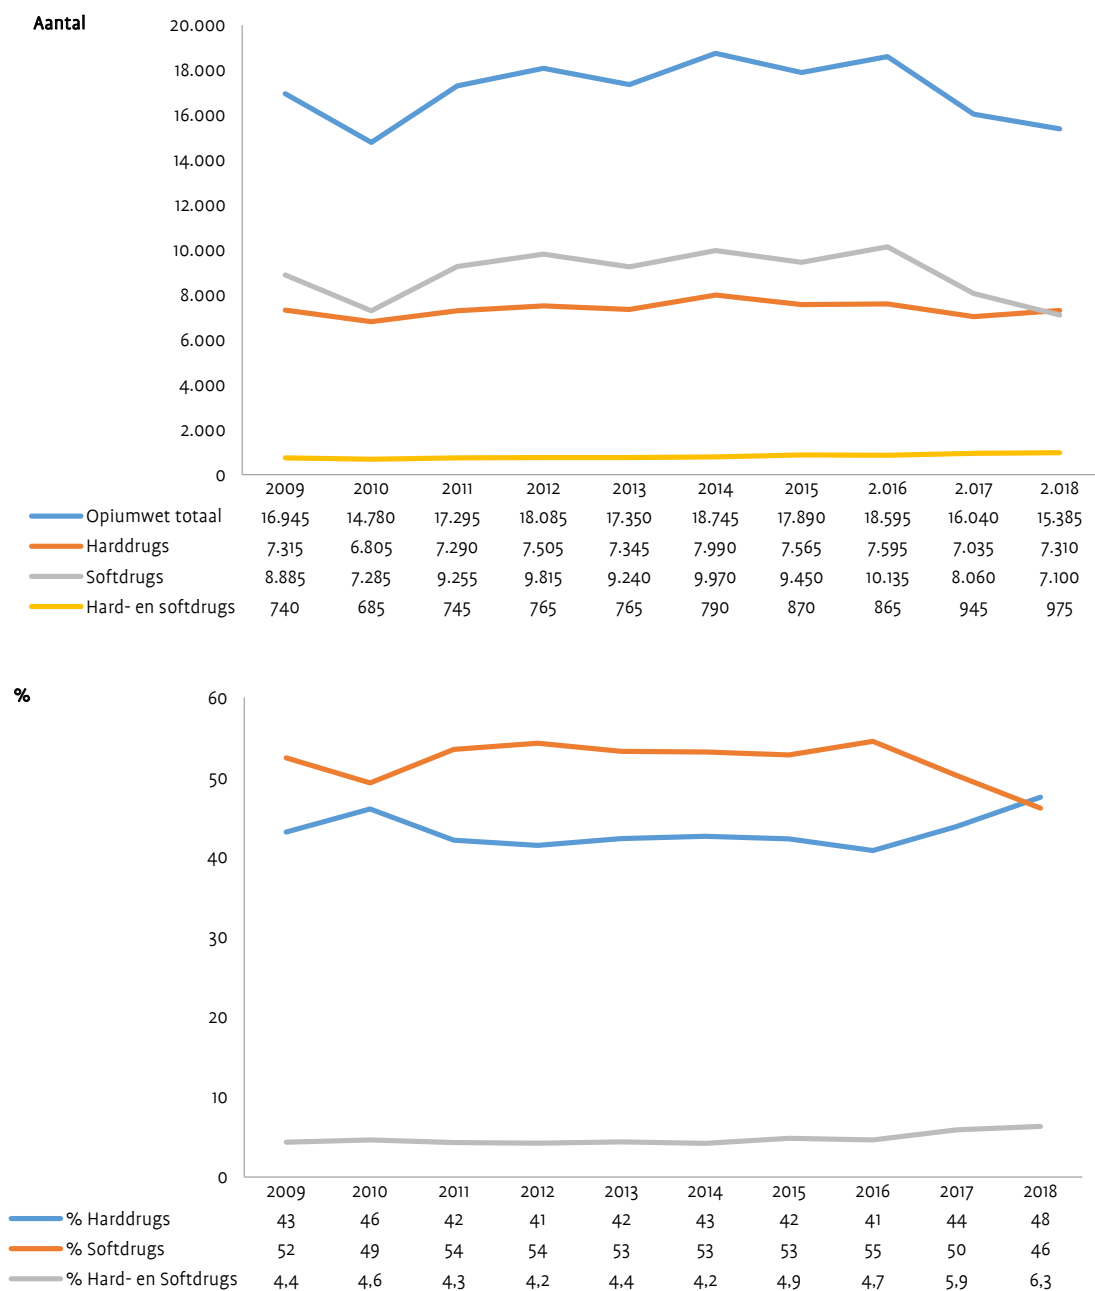 Aantal
20.000
18.000
16.000
14.000
12.000
10.000
8.000
6.000
4.000
2.000
0
2009 2010 2011 2012 2013 2014 2015 2.016 2.017 2.018
Opiumwet totaal 16.945 14.780 17.295 18.085 17.350 18.745 17.890 18.595 16.040 15.385
Harddrugs 7.315 6.805 7.290 7.505 7.345 7.990 7.565 7.595 7.035 7.310
Softdrugs 8.885 7.285 9.255 9.815 9.240 9.970 9.450 10.135 8.060 7.100
Hard- en softdrugs 740 685 745 765 765 790 870 865 945 975
%
60
50
40
30
20
10
0
2009 2010 2011 2012 2013 2014 2015 2016 2017 2018
% Harddrugs 43 46 42 41 42 43 42 41 44 48
% Softdrugs 52 49 54 54 53 53 53 55 50 46
% Hard- en Softdrugs 4,4 4,6 4,3 4,2 4,4 4,2 4,9 4,7 5,9 6,3